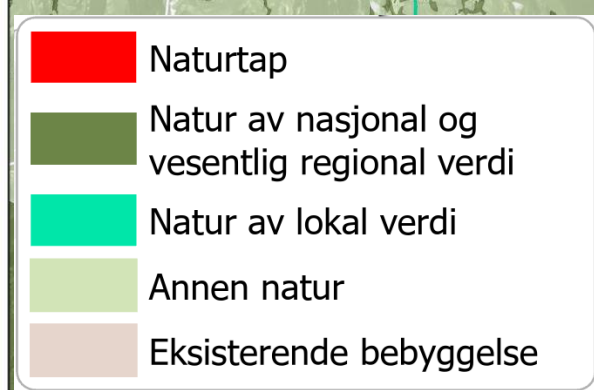 Naturtap
Natur av nasjonal og
vesentlig regional verdi
Natur av lokal verdi
Annen natur
Eksisterende bebyggelse